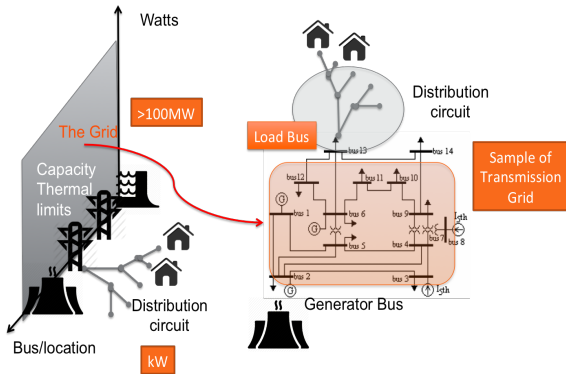 Watts
>100MW
The Grid
Capacity
Thermal
limits
Distribution
circuit
kW
Bus/location
Distribution
circuit
Load Bus
Sample of
Transmission
Grid
bus 13
bus 14
bus12
bus 11
bus 10
G
bus 1
bus 6
bus 9
G
bus 7
bus 8
bus 5
bus 4
bus 2
bus 3
G
Generator Bus